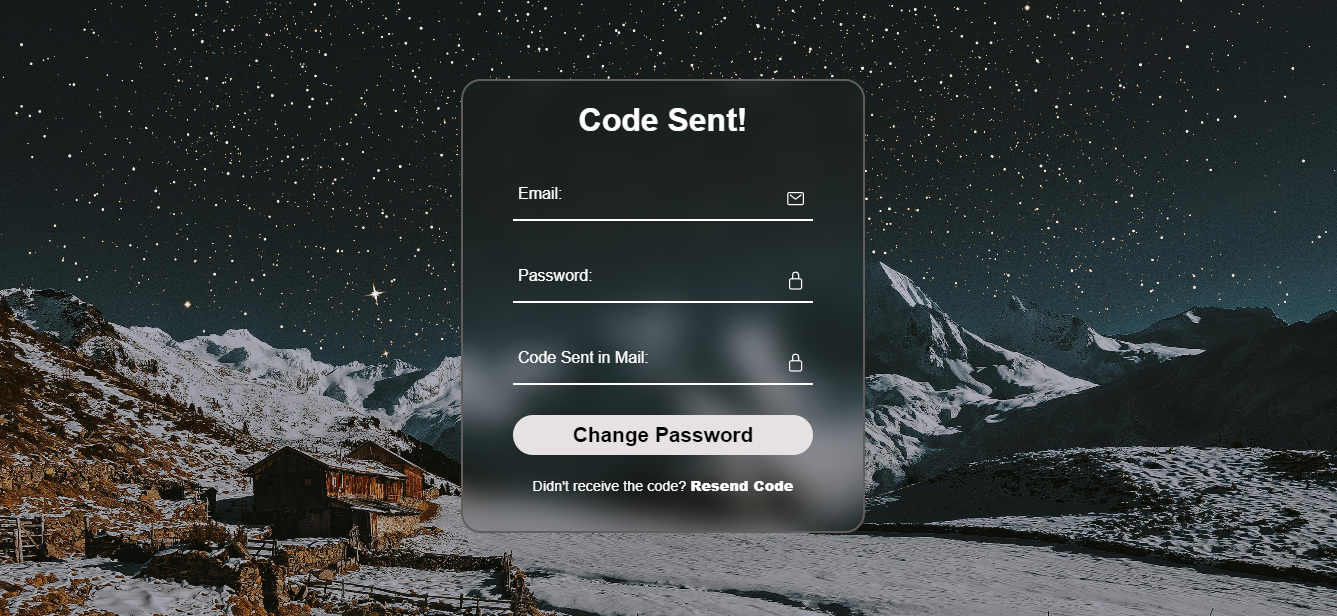 Code Sent!
Email:
Password:
Code Sent in Mail:
Change Password
Didn't receive the code? Resend Code